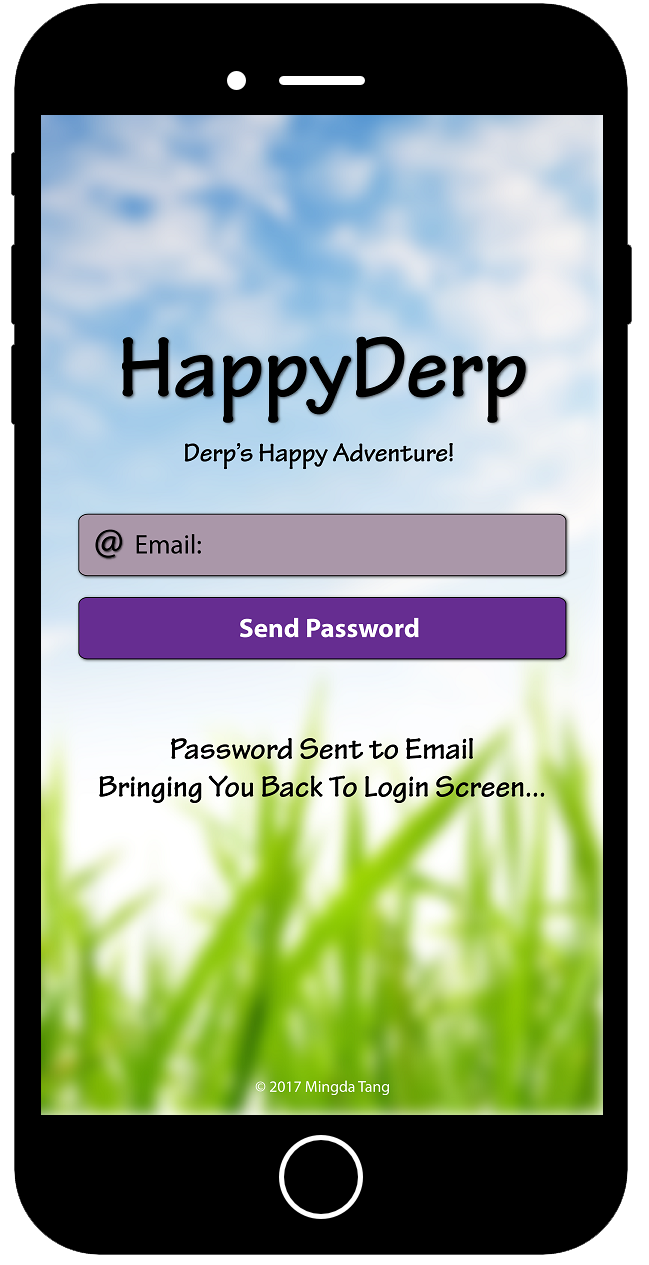 HappyDerp
Derp's Happy Adventure!
@ Email:
Send Password
Password Sent to Email
Bringing You Back To Login Screen...
© 2017 Mingda Tang